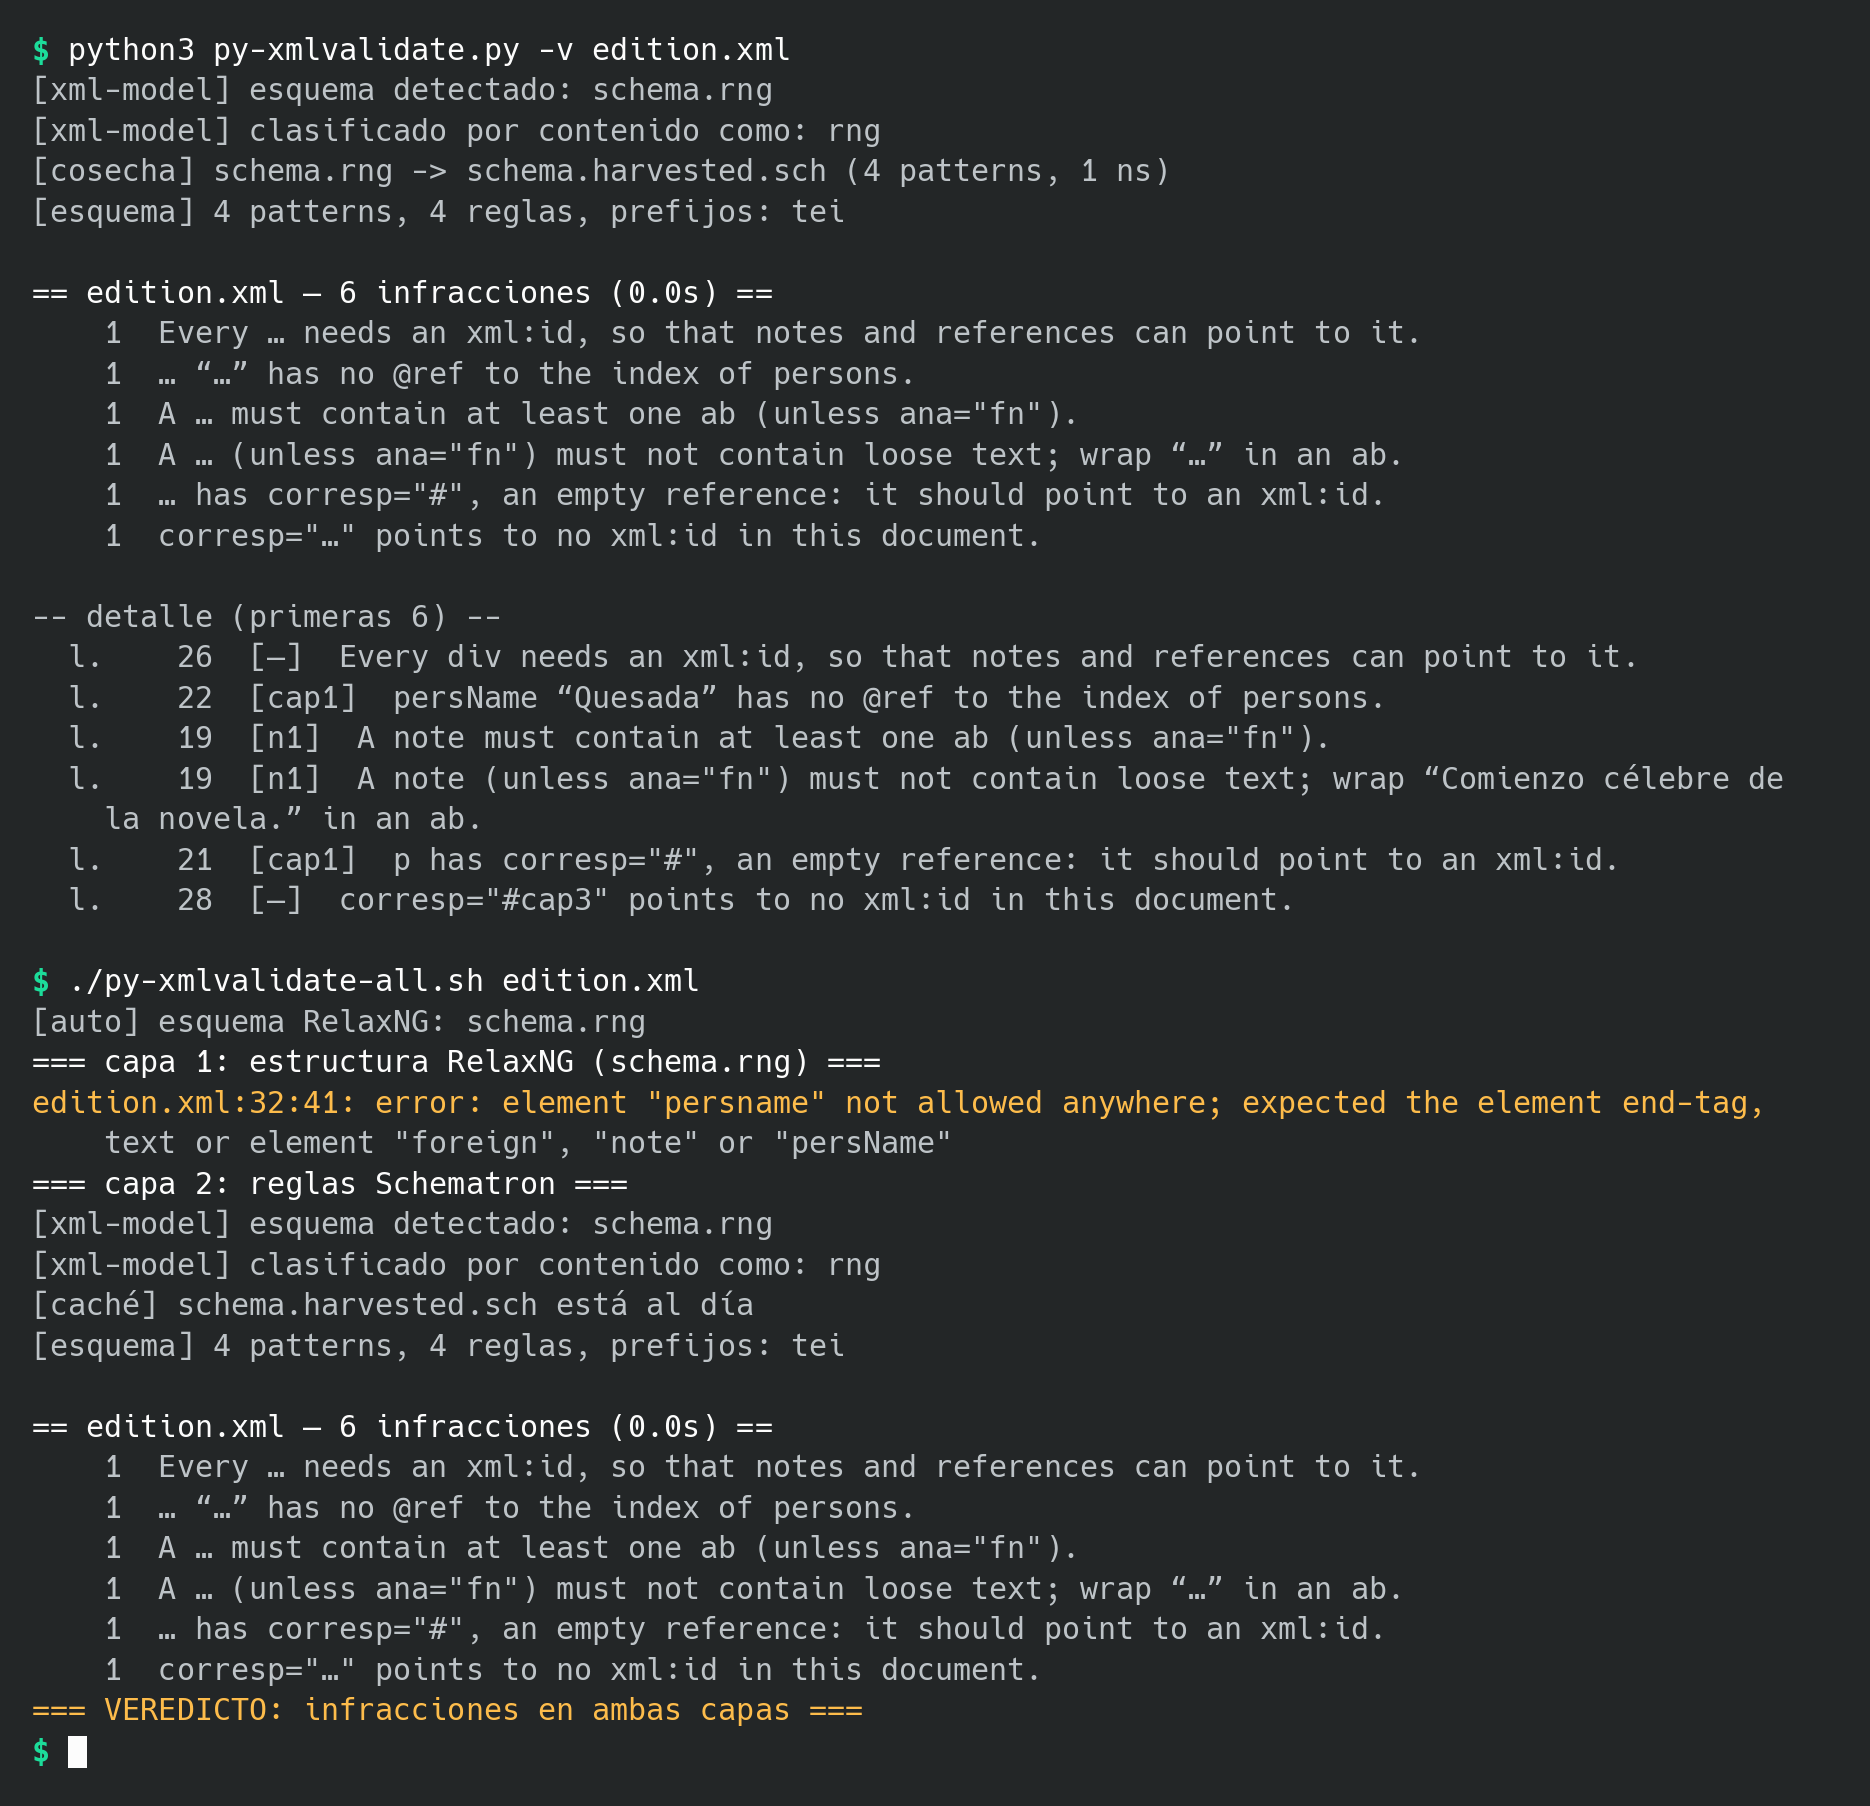 $ python3 py-xmlvalidate.py -v edition.xml
[xml-model] esquema detectado: schema.rng
[xml-model] clasificado por contenido como: rng
[cosecha] schema.rng -> schema.harvested.sch (4 patterns, 1 ns)
[esquema] 4 patterns, 4 reglas, prefijos: tei

== edition.xml — 6 infracciones (0.0s) ==
    1  Every … needs an xml:id, so that notes and references can point to it.
    1  … “…” has no @ref to the index of persons.
    1  A … must contain at least one ab (unless ana="fn").
    1  A … (unless ana="fn") must not contain loose text; wrap “…” in an ab.
    1  … has corresp="#", an empty reference: it should point to an xml:id.
    1  corresp="…" points to no xml:id in this document.

-- detalle (primeras 6) --
  l.    26  [—]  Every div needs an xml:id, so that notes and references can point to it.
  l.    22  [cap1]  persName “Quesada” has no @ref to the index of persons.
  l.    19  [n1]  A note must contain at least one ab (unless ana="fn").
  l.    19  [n1]  A note (unless ana="fn") must not contain loose text; wrap “Comienzo célebre de
    la novela.” in an ab.
  l.    21  [cap1]  p has corresp="#", an empty reference: it should point to an xml:id.
  l.    28  [—]  corresp="#cap3" points to no xml:id in this document.

$ ./py-xmlvalidate-all.sh edition.xml
[auto] esquema RelaxNG: schema.rng
=== capa 1: estructura RelaxNG (schema.rng) ===
edition.xml:32:41: error: element "persname" not allowed anywhere; expected the element end-tag,
    text or element "foreign", "note" or "persName"
=== capa 2: reglas Schematron ===
[xml-model] esquema detectado: schema.rng
[xml-model] clasificado por contenido como: rng
[caché] schema.harvested.sch está al día
[esquema] 4 patterns, 4 reglas, prefijos: tei

== edition.xml — 6 infracciones (0.0s) ==
    1  Every … needs an xml:id, so that notes and references can point to it.
    1  … “…” has no @ref to the index of persons.
    1  A … must contain at least one ab (unless ana="fn").
    1  A … (unless ana="fn") must not contain loose text; wrap “…” in an ab.
    1  … has corresp="#", an empty reference: it should point to an xml:id.
    1  corresp="…" points to no xml:id in this document.
=== VEREDICTO: infracciones en ambas capas ===
$